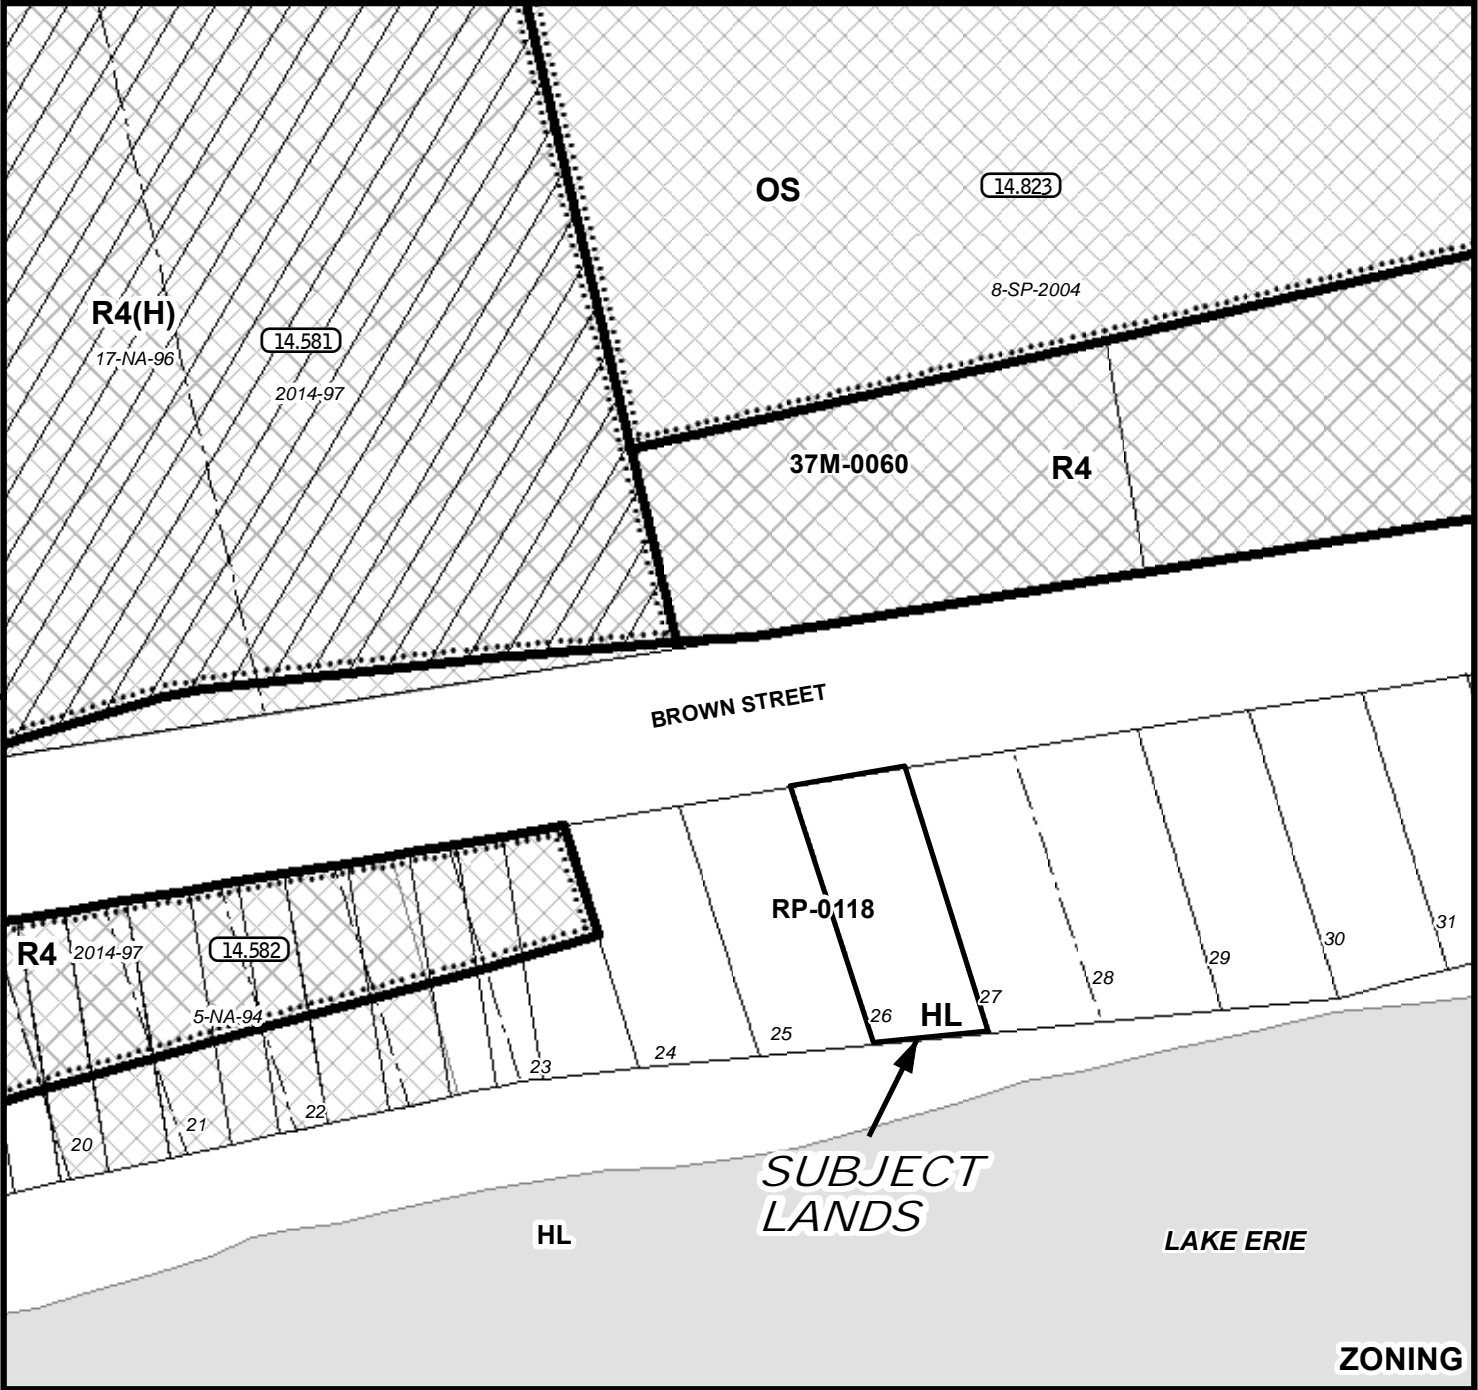 OS
14.823
8-SP-2004
R4(H)
14.581
17-NA-96
2014-97
37M-0060
R4
BROWN STREET
RP-0118
R4
2014-97
14.582
5-NA-94
20
21
22
23
24
25
26
HL
27
28
29
30
31
SUBJECT
LANDS
HL
LAKE ERIE
ZONING